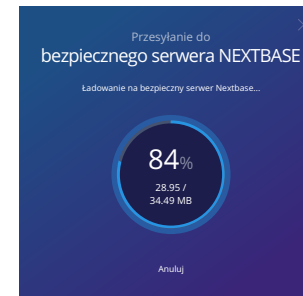 Przesyłanie do
bezpiecznego serwera NEXTBASE
Ładowanie na bezpieczny serwer Nextbase...
84%
28.95 /
34.49 MB
Anuluj